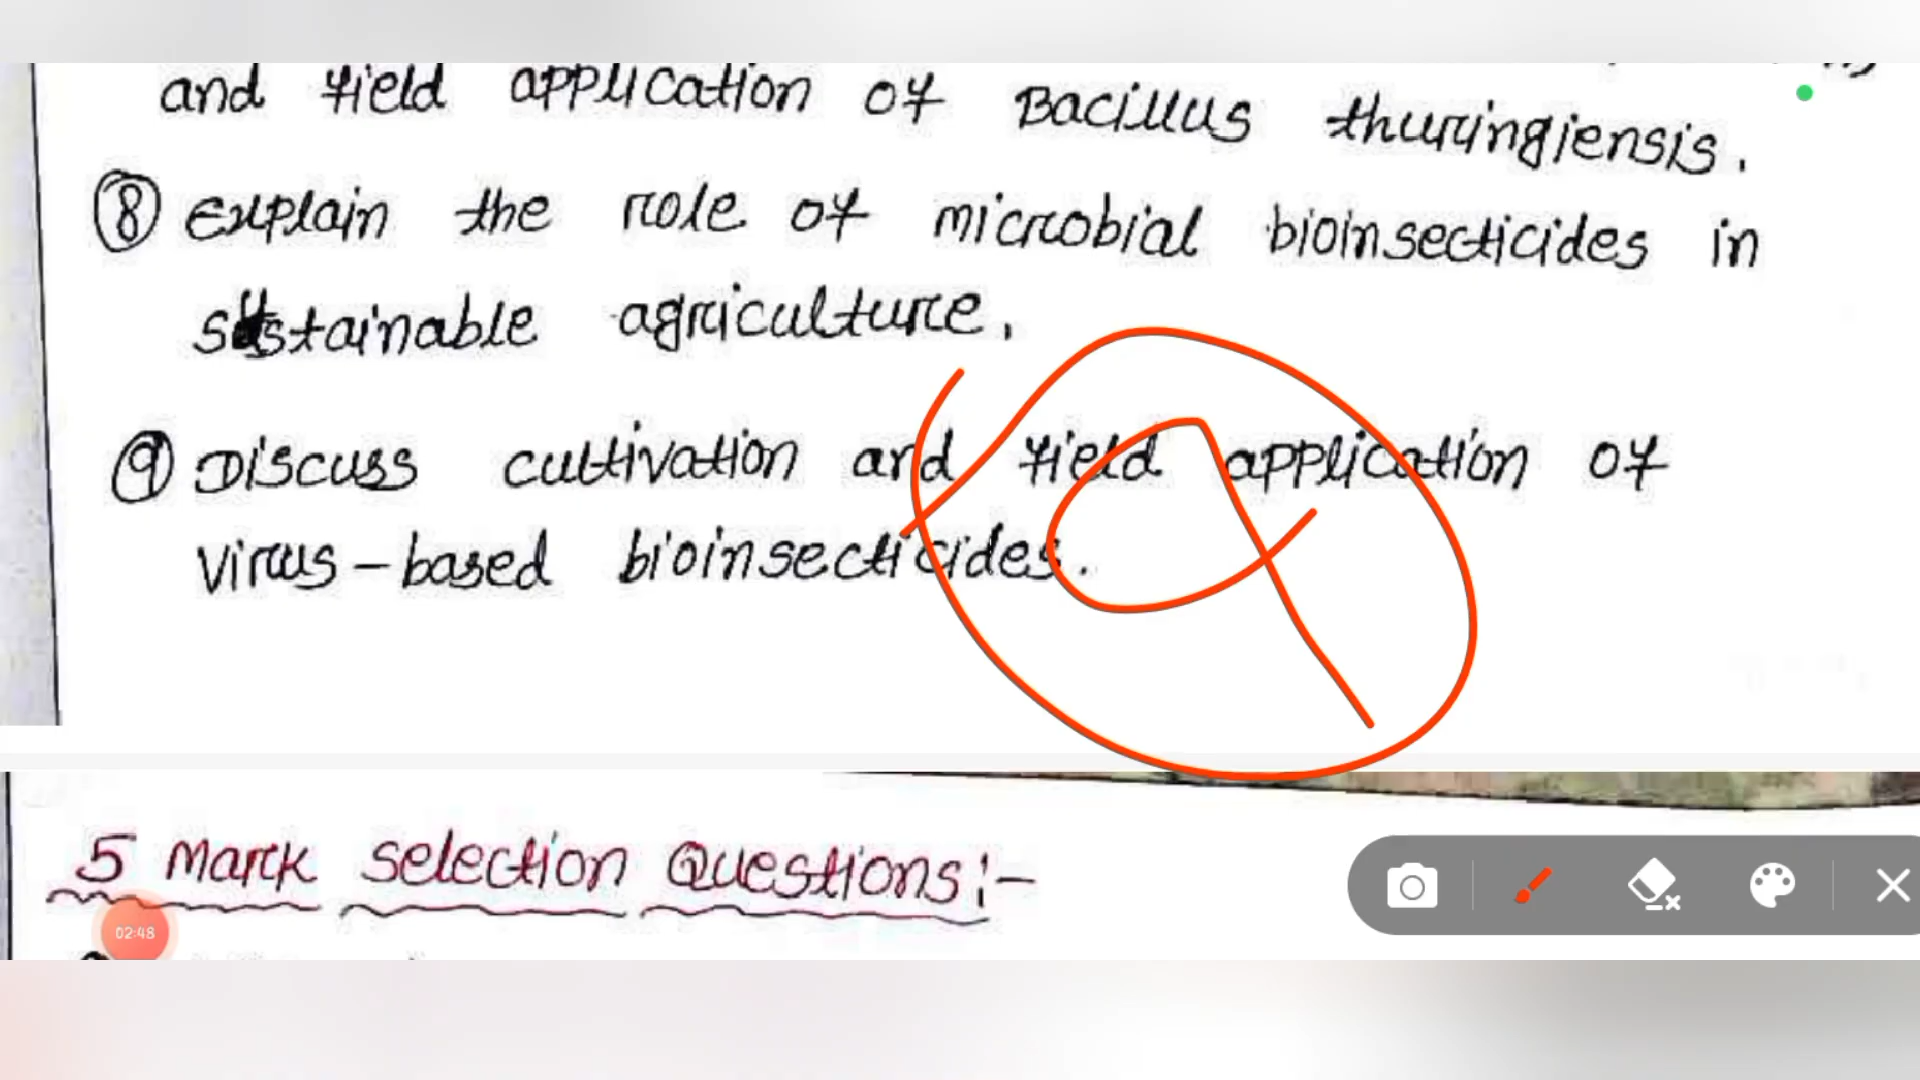 and field application of Bacillus thuringiensis.
⑧ Explain the role of microbial bioinsecticides in
sustainable agriculture.
⑨ Discuss cultivation and field application of
virus-based bioinsecticides.
9
5 Mark selection Questions:-
02:48